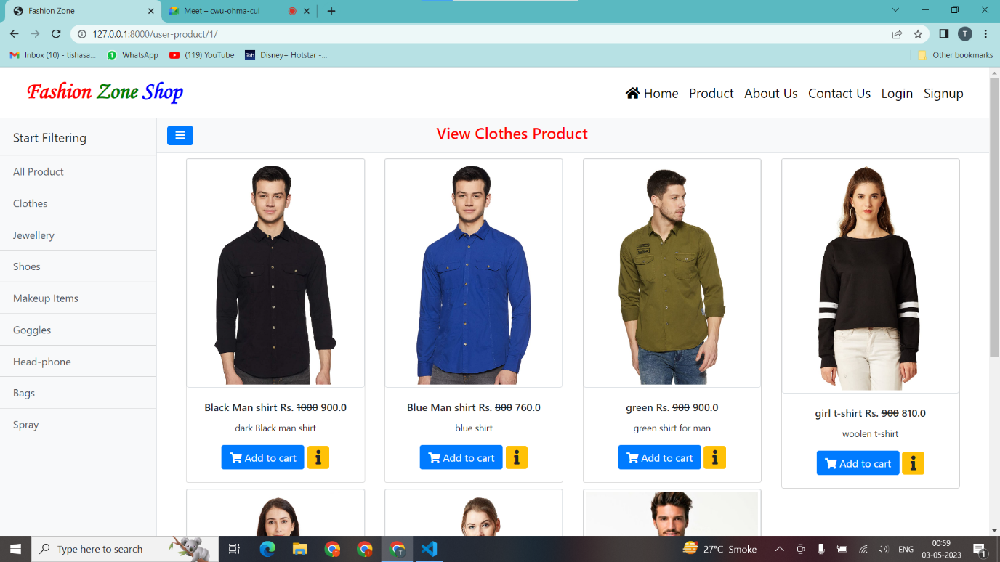 Fashion Zone
Meet – cwu-ohma-cui
127.0.0.1:8000/user-product/1/
T
Inbox (10) - tishasa...
WhatsApp
(119) YouTube
Disney+ Hotstar -...
Other bookmarks
Fashion Zone Shop
Home
Product
About Us
Contact Us
Login
Signup
Start Filtering
All Product
Clothes
Jewellery
Shoes
Makeup Items
Goggles
Head-phone
Bags
Spray
View Clothes Product
Black Man shirt Rs. 1000 900.0
dark Black man shirt
Add to cart
Blue Man shirt Rs. 800 760.0
blue shirt
Add to cart
green Rs. 900 900.0
green shirt for man
Add to cart
girl t-shirt Rs. 900 810.0
woolen t-shirt
Add to cart
Type here to search
27°C Smoke
ENG
00:59
03-05-2023
1